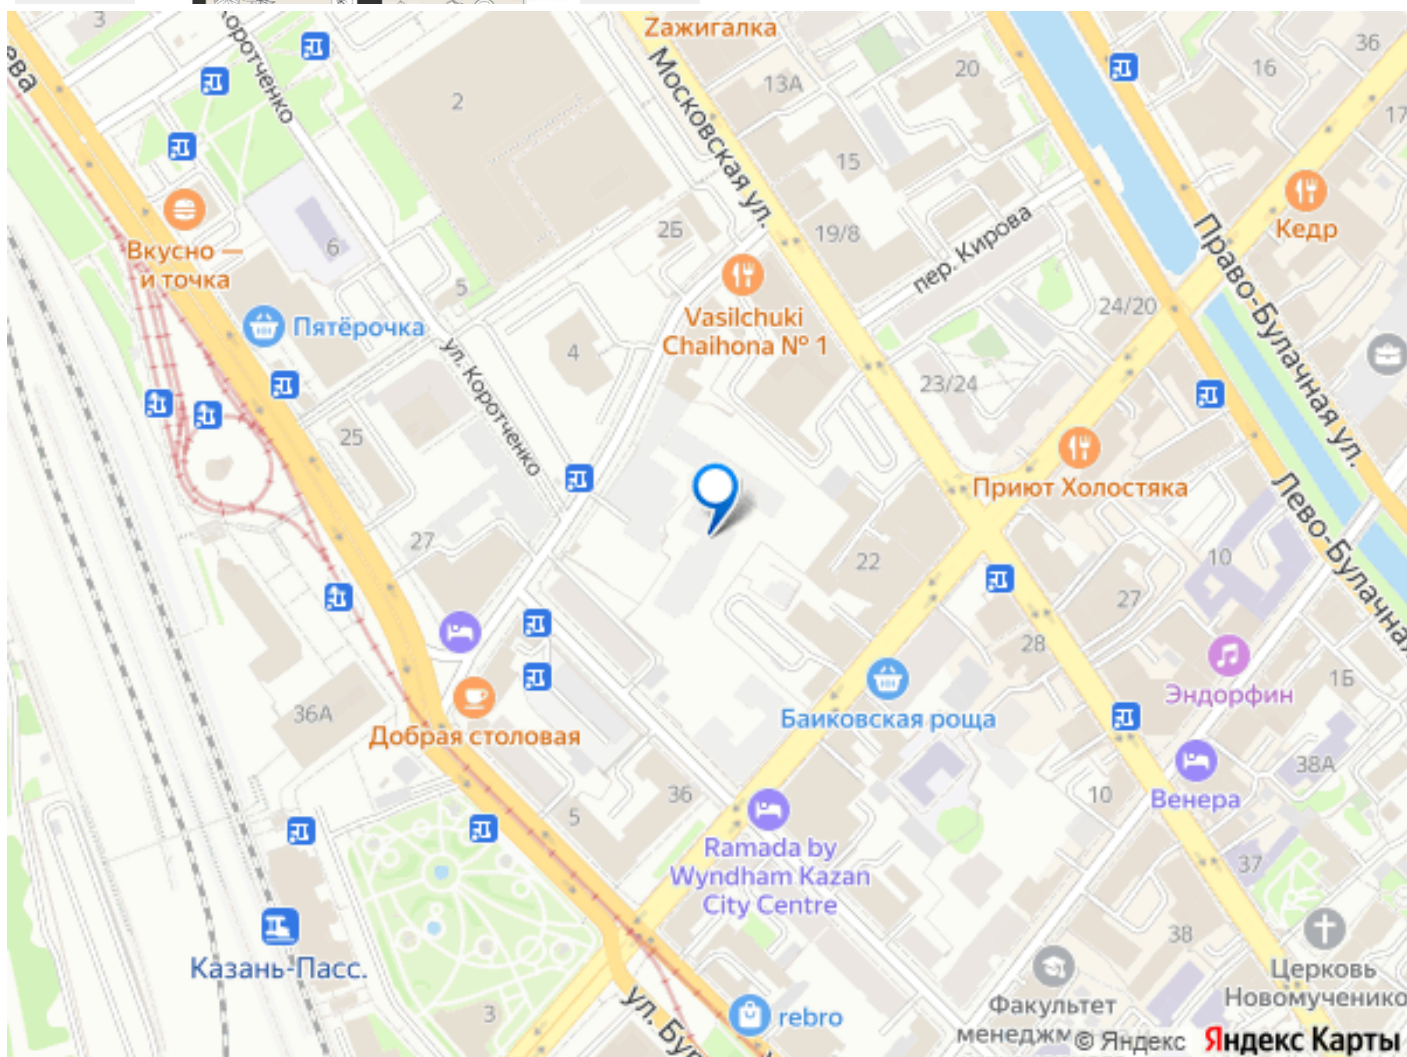 3
Zажигалка
36
20
16
13А
ул. Коротченко
2
17
Московская ул.
15
Кедр
2Б
19/8
пер. Кирова
6
Вкусно —
и точка
5
Право-Булачная ул.
24/20
Пятёрочка
Vasilchuki
Chaihona № 1
4
23/24
ул. Коротченко
25
Приют Холостяка
Лево-Булачная
27
22
10
27
28
1Б
Эндорфин
36А
Добрая столовая
Баиковская роща
38А
36
10
Венера
5
Ramada by
Wyndham Kazan
City Centre
37
38
Казань-Пасс.
Церковь
Новомученико
3
Факультет
менеджм
rebro
© Яндекс
Яндекс Карты